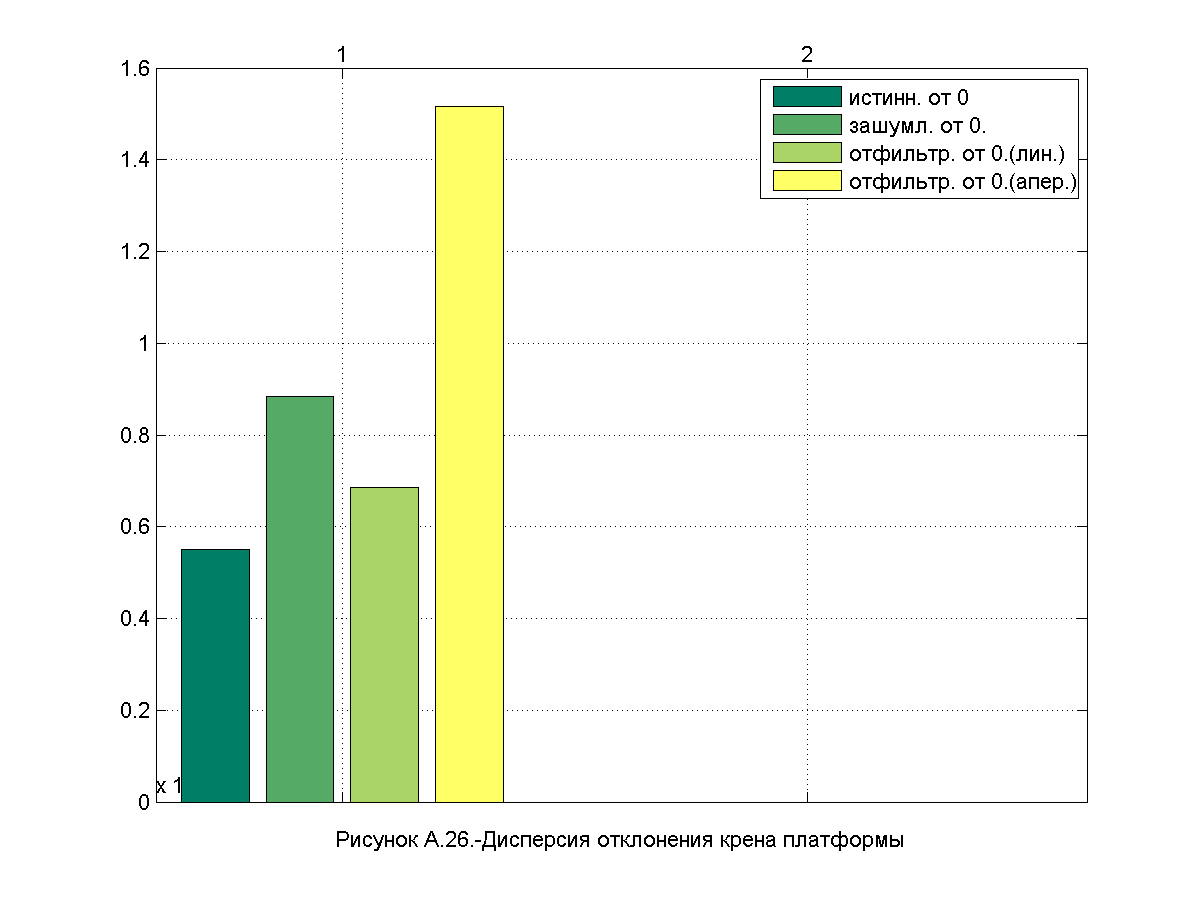 1 2
1.6
1.4
1.2
1
0.8
0.6
0.4
0.2
0
x 1
истинн. от 0
зашумл. от 0.
отфильтр. от 0.(лин.)
отфильтр. от 0.(апер.)
Рисунок А.26.-Дисперсия отклонения крена платформы